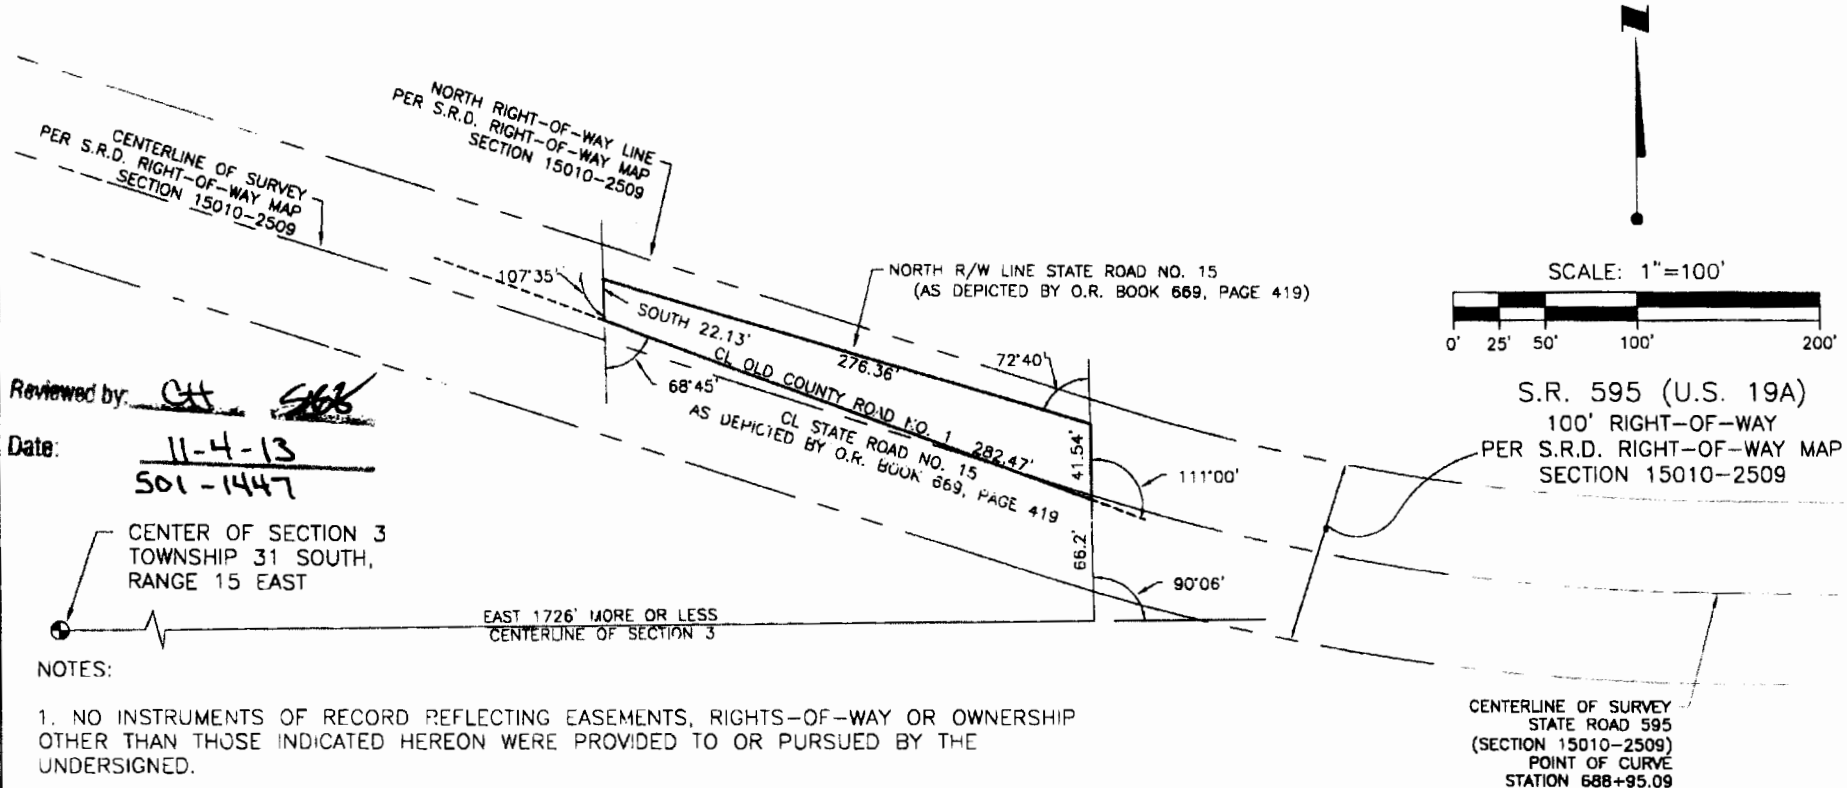 N
NORTH RIGHT-OF-WAY LINE
PER S.R.D. RIGHT-OF-WAY MAP
SECTION 15010-2509
CENTERLINE OF SURVEY
PER S.R.D. RIGHT-OF-WAY MAP
SECTION 15010-2509
107°35'
SOUTH 22.13'
NORTH R/W LINE STATE ROAD NO. 15
(AS DEPICTED BY O.R. BOOK 669, PAGE 419)
276.36'
72°40'
SCALE: 1"=100'
0' 25' 50' 100' 200'
68°45'
CL OLD COUNTY ROAD NO. 1 282.47'
CL STATE ROAD NO. 15
AS DEPICTED BY O.R. BOOK 669, PAGE 419
41.54'
111°00'
66.2'
90°06'
S.R. 595 (U.S. 19A)
100' RIGHT-OF-WAY
PER S.R.D. RIGHT-OF-WAY MAP
SECTION 15010-2509
Reviewed by: CH
Date: 11-4-13
S01-1447
CENTER OF SECTION 3
TOWNSHIP 31 SOUTH,
RANGE 15 EAST
EAST 1726' MORE OR LESS
CENTERLINE OF SECTION 3
NOTES:
1. NO INSTRUMENTS OF RECORD REFLECTING EASEMENTS, RIGHTS-OF-WAY OR OWNERSHIP
OTHER THAN THOSE INDICATED HEREON WERE PROVIDED TO OR PURSUED BY THE
UNDERSIGNED.
CENTERLINE OF SURVEY
STATE ROAD 595
(SECTION 15010-2509)
POINT OF CURVE
STATION 688+95.09